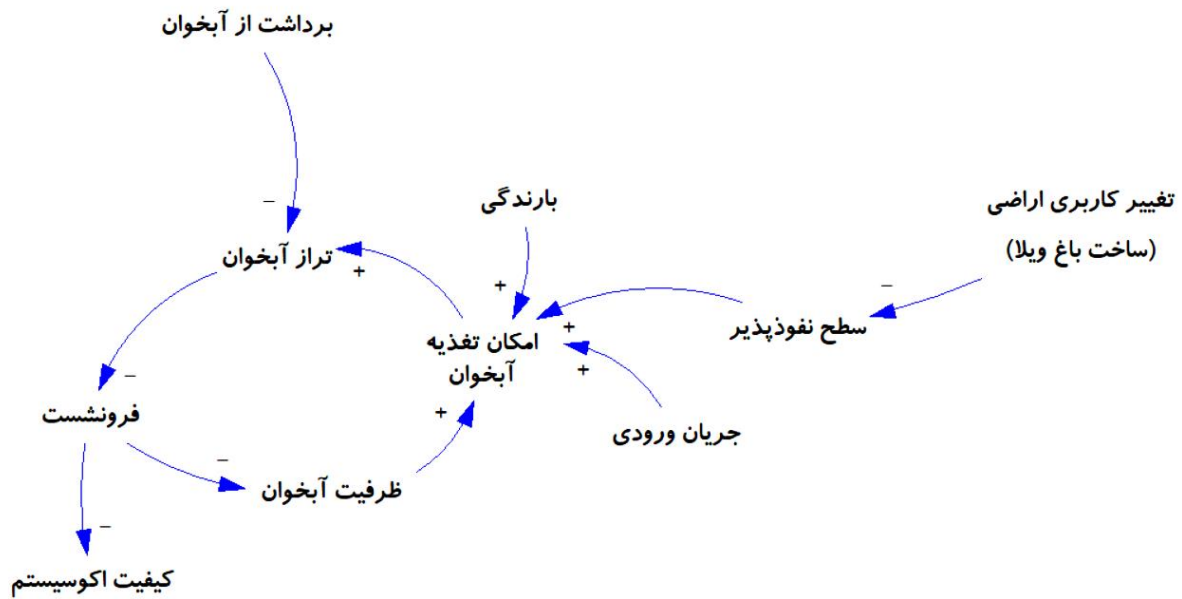 برداشت از آبخوان
بارندگی
تغییر کاربری اراضی
(ساخت باغ ویلا)
−
تراز آبخوان
+
+
−
سطح نفوذپذیر
+
امکان تغذیه
آبخوان
+
−
+
فرونشست
جریان ورودی
−
ظرفیت آبخوان
−
کیفیت اکوسیستم